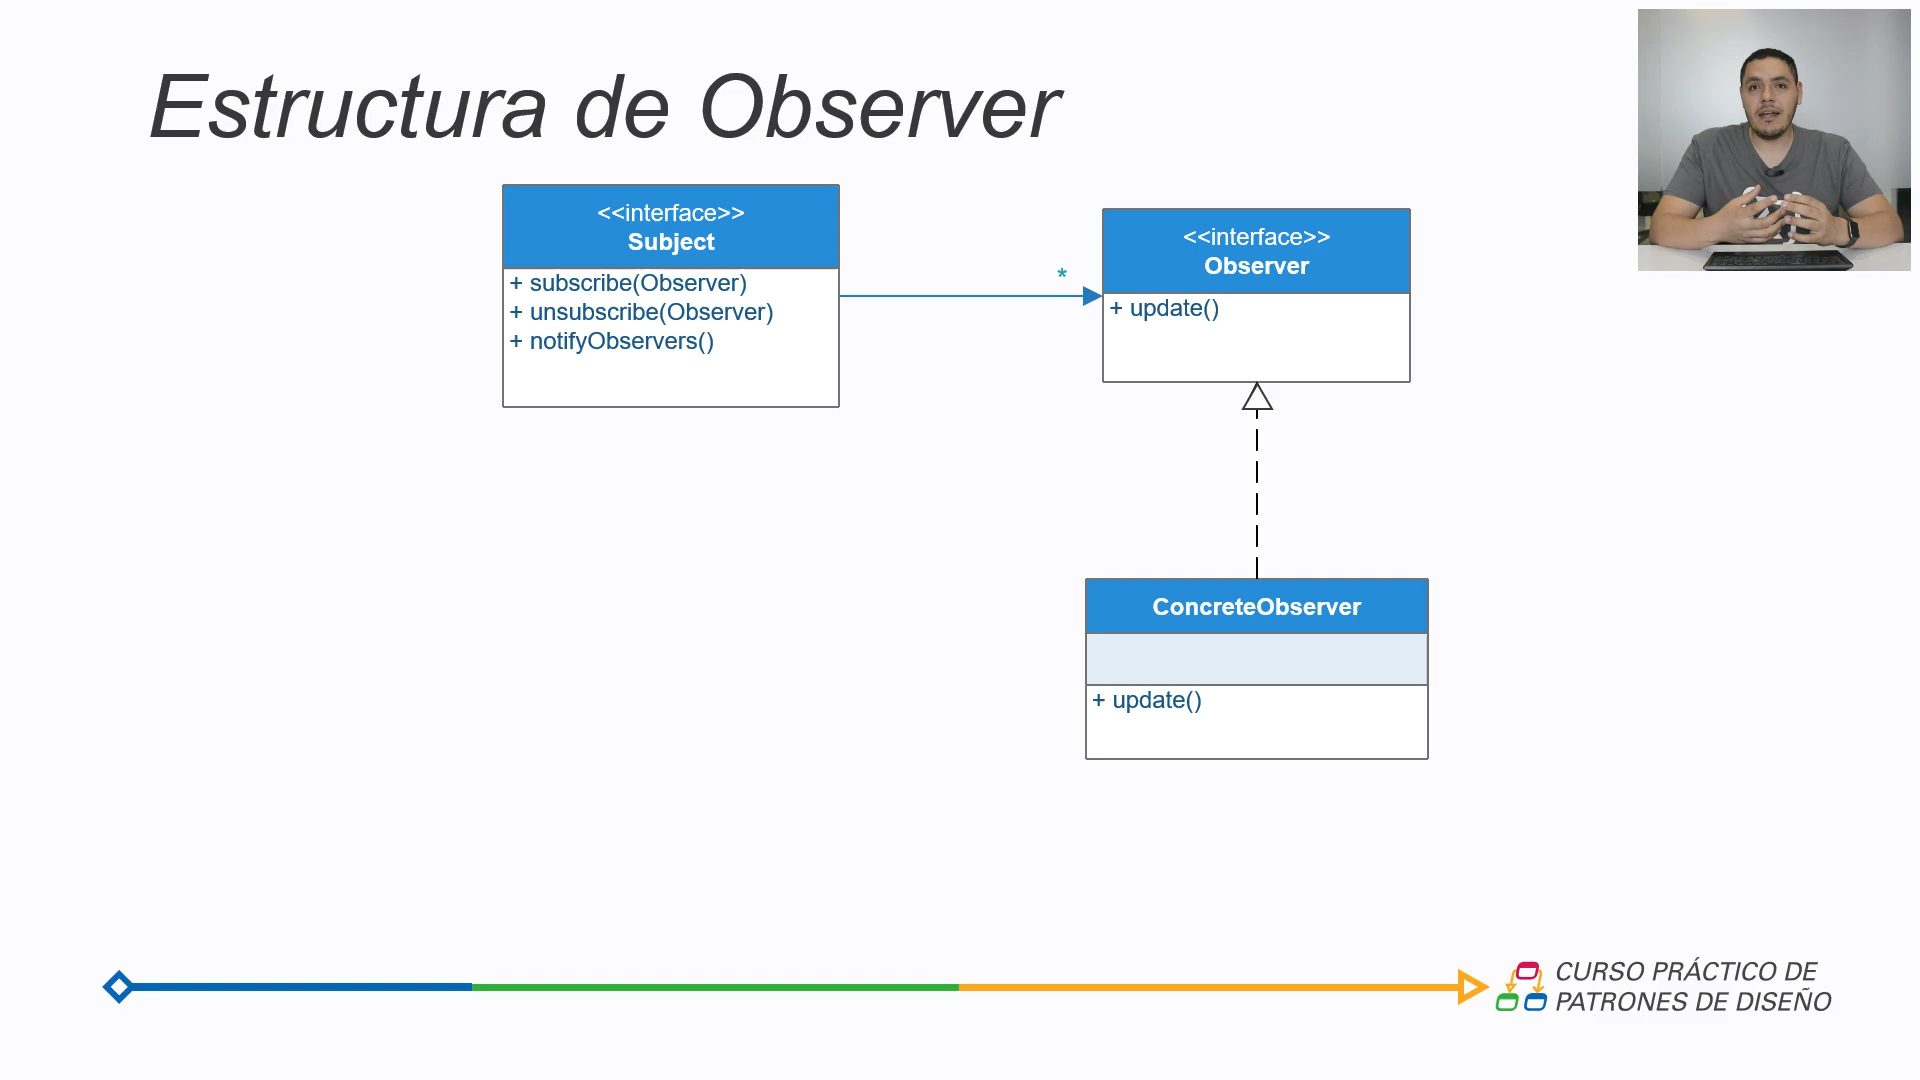 Estructura de Observer
<<interface>>
Subject
+ subscribe(Observer)
+ unsubscribe(Observer)
+ notifyObservers()
*
<<interface>>
Observer
+ update()
ConcreteObserver
+ update()
CURSO PRÁCTICO DE
PATRONES DE DISEÑO